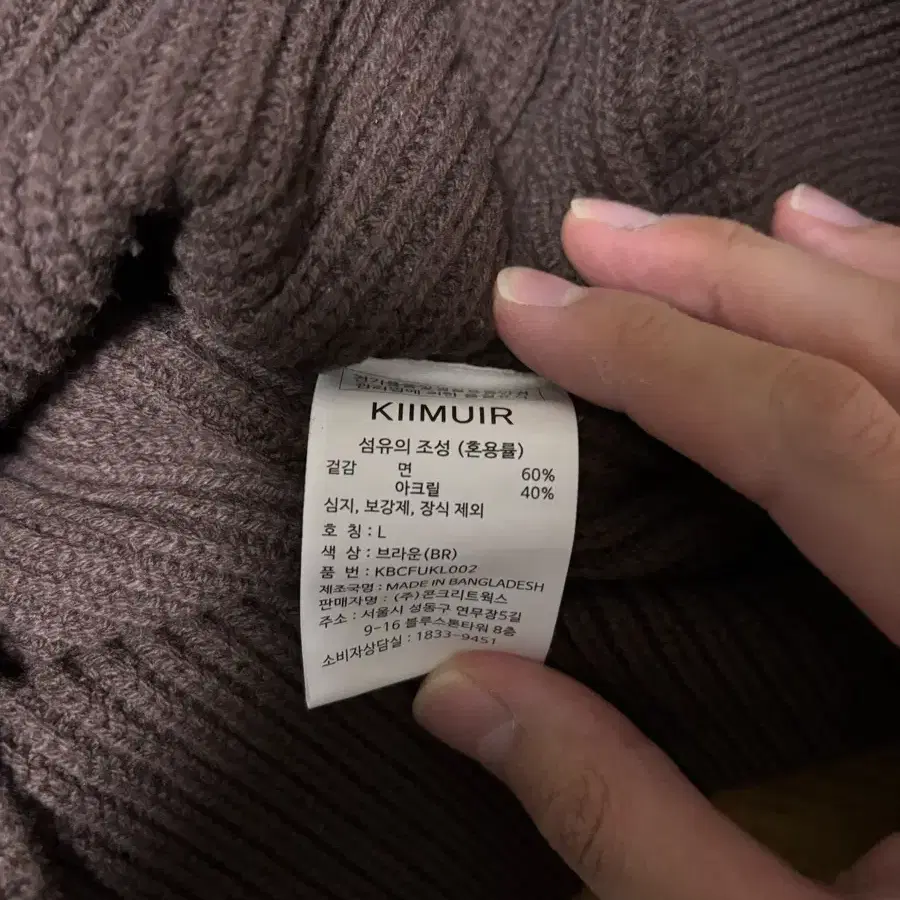 KIIMUIR
섬유의 조성 (혼용률)
겉감 면 60%
아크릴 40%
심지, 보강제, 장식 제외
호 칭 : L
색 상 : 브라운(BR)
품 번 : KBCFUKL002
제조국명 : MADE IN BANGLADESH
판매자명 : (주)콘크리트웍스
주소 : 서울시 성동구 연무장5길
9-16 블루스톤타워 8층
소비자상담실 : 1833-9451